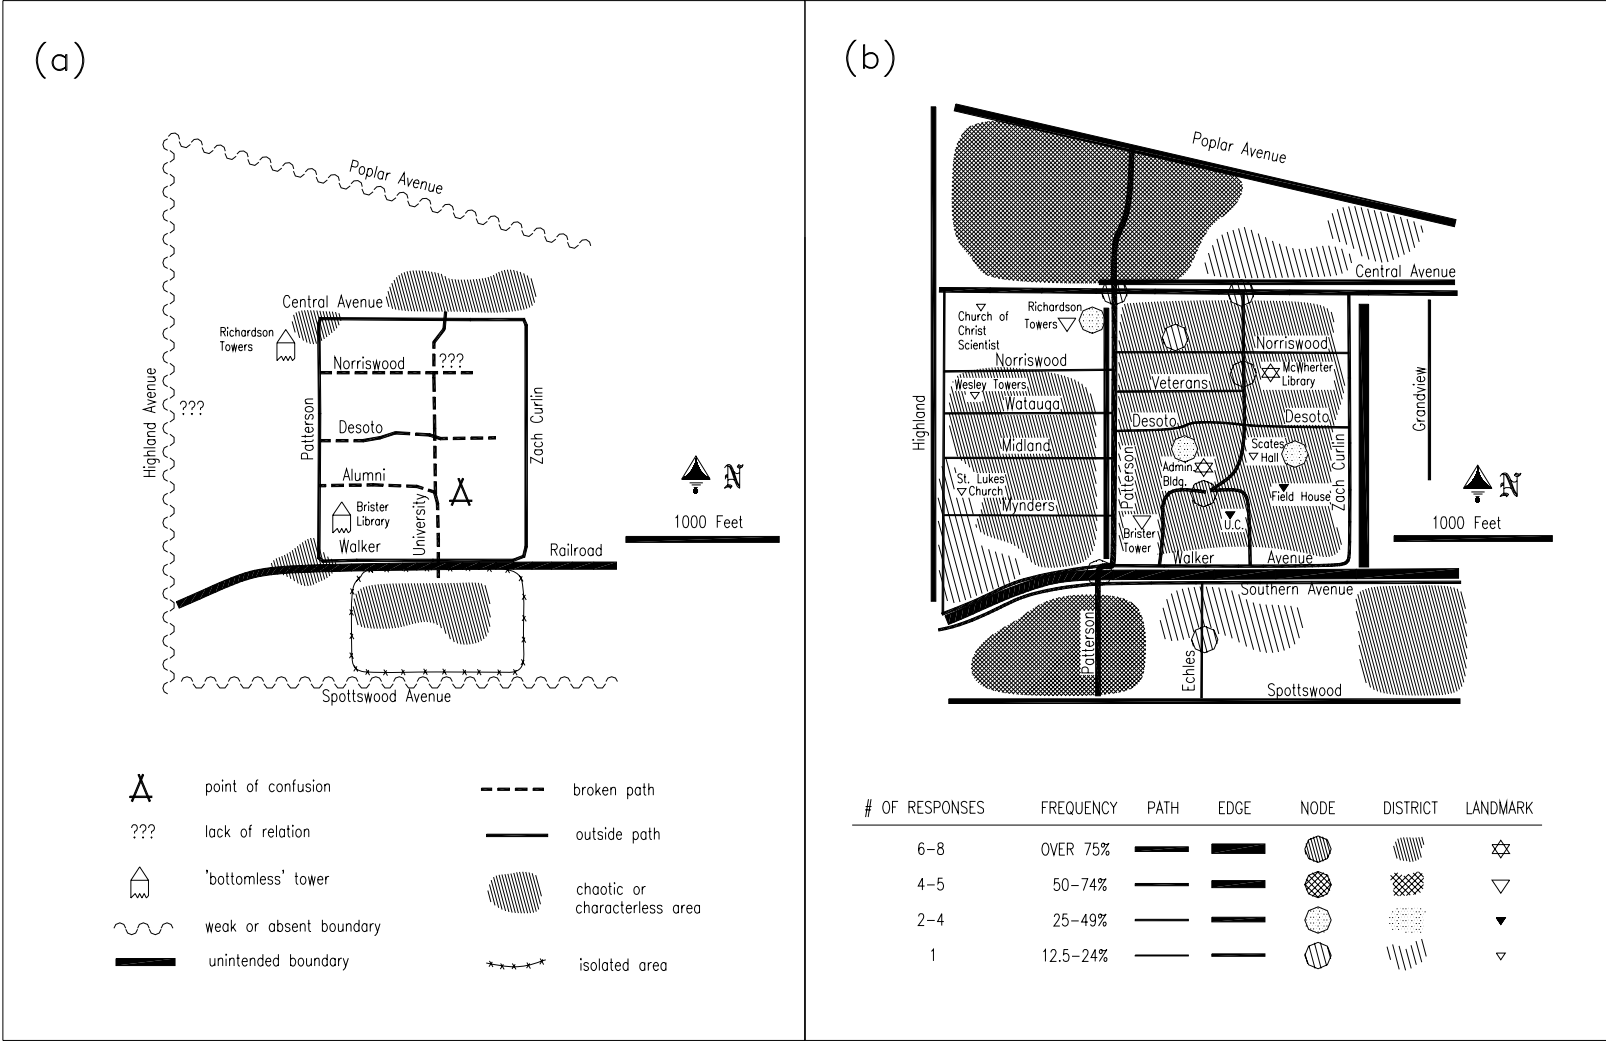 (a)
Poplar Avenue
Central Avenue
Richardson
Towers
Norriswood
???
Highland Avenue
???
Patterson
Desoto
Zach Curlin
Alumni
Brister
Library
University
Walker
Railroad
Spottswood Avenue
N
1000 Feet
point of confusion
??? lack of relation
'bottomless' tower
weak or absent boundary
unintended boundary
broken path
outside path
chaotic or
characterless area
isolated area
(b)
Poplar Avenue
Central Avenue
Church of
Christ
Scientist
Richardson
Towers
Norriswood
Norriswood
Wesley Towers
Watauga
Veterans
McWherter
Library
Highland
Grandview
Desoto
Desoto
Midland
Patterson
Admin.
Bldg.
Scates
Hall
Zach Curlin
St. Lukes
Church
Field House
Mynders
U.C.
Brister
Tower
Walker Avenue
Southern Avenue
Patterson
Echles
Spottswood
N
1000 Feet
# OF RESPONSES FREQUENCY PATH EDGE NODE DISTRICT LANDMARK
6-8 OVER 75%
4-5 50-74%
2-4 25-49%
1 12.5-24%